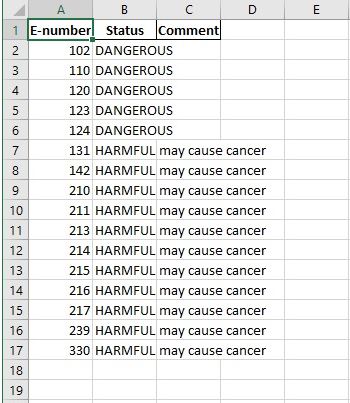 A B C D E
1 E-number Status Comment
2 102 DANGEROUS
3 110 DANGEROUS
4 120 DANGEROUS
5 123 DANGEROUS
6 124 DANGEROUS
7 131 HARMFUL may cause cancer
8 142 HARMFUL may cause cancer
9 210 HARMFUL may cause cancer
10 211 HARMFUL may cause cancer
11 213 HARMFUL may cause cancer
12 214 HARMFUL may cause cancer
13 215 HARMFUL may cause cancer
14 216 HARMFUL may cause cancer
15 217 HARMFUL may cause cancer
16 239 HARMFUL may cause cancer
17 330 HARMFUL may cause cancer
18
19